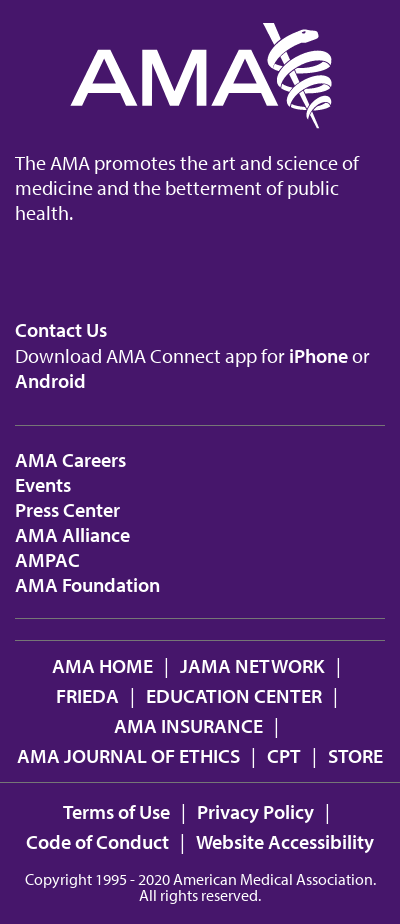 AMA
The AMA promotes the art and science of
medicine and the betterment of public
health.
Contact Us
Download AMA Connect app for iPhone or
Android
AMA Careers
Events
Press Center
AMA Alliance
AMPAC
AMA Foundation
AMA HOME | JAMA NETWORK |
FRIEDA | EDUCATION CENTER |
AMA INSURANCE |
AMA JOURNAL OF ETHICS | CPT | STORE
Terms of Use | Privacy Policy |
Code of Conduct | Website Accessibility
Copyright 1995 - 2020 American Medical Association.
All rights reserved.